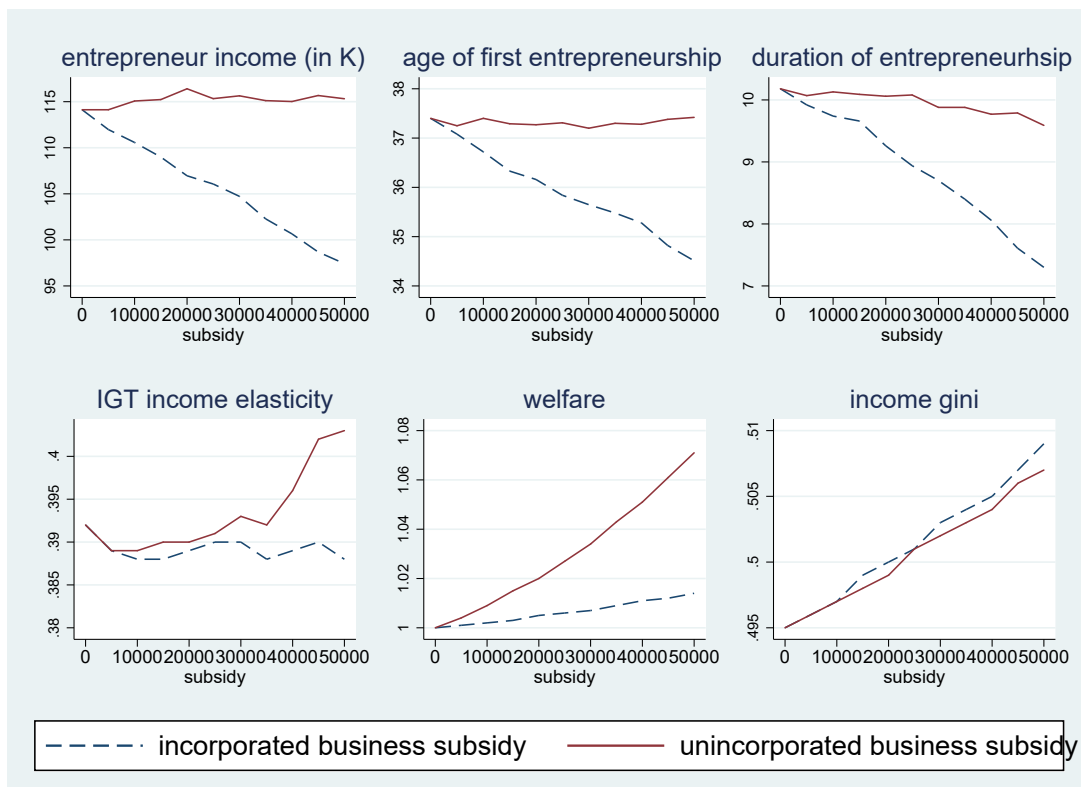 entrepreneur income (in K)
115
110
105
100
95
0 10000 20000 30000 40000 50000
subsidy
age of first entrepreneurship
38
37
36
35
34
0 10000 20000 30000 40000 50000
subsidy
duration of entrepreneurhsip
10
9
8
7
0 10000 20000 30000 40000 50000
subsidy
IGT income elasticity
.4
.395
.39
.385
.38
0 10000 20000 30000 40000 50000
subsidy
welfare
1.08
1.06
1.04
1.02
1
0 10000 20000 30000 40000 50000
subsidy
income gini
.51
.505
.5
.495
0 10000 20000 30000 40000 50000
subsidy
incorporated business subsidy unincorporated business subsidy